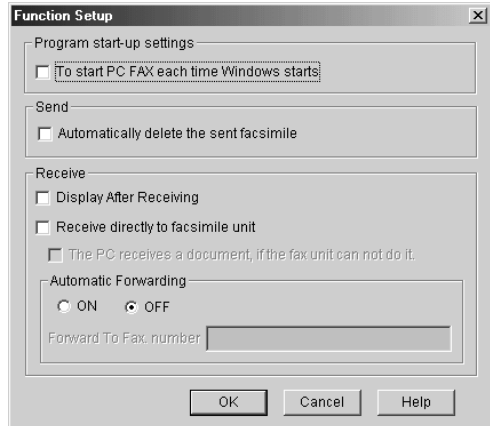 Function Setup
Program start-up settings
To start PC FAX each time Windows starts
Send
Automatically delete the sent facsimile
Receive
Display After Receiving
Receive directly to facsimile unit
The PC receives a document, if the fax unit can not do it.
Automatic Forwarding
ON OFF
Forward To Fax. number
OK Cancel Help